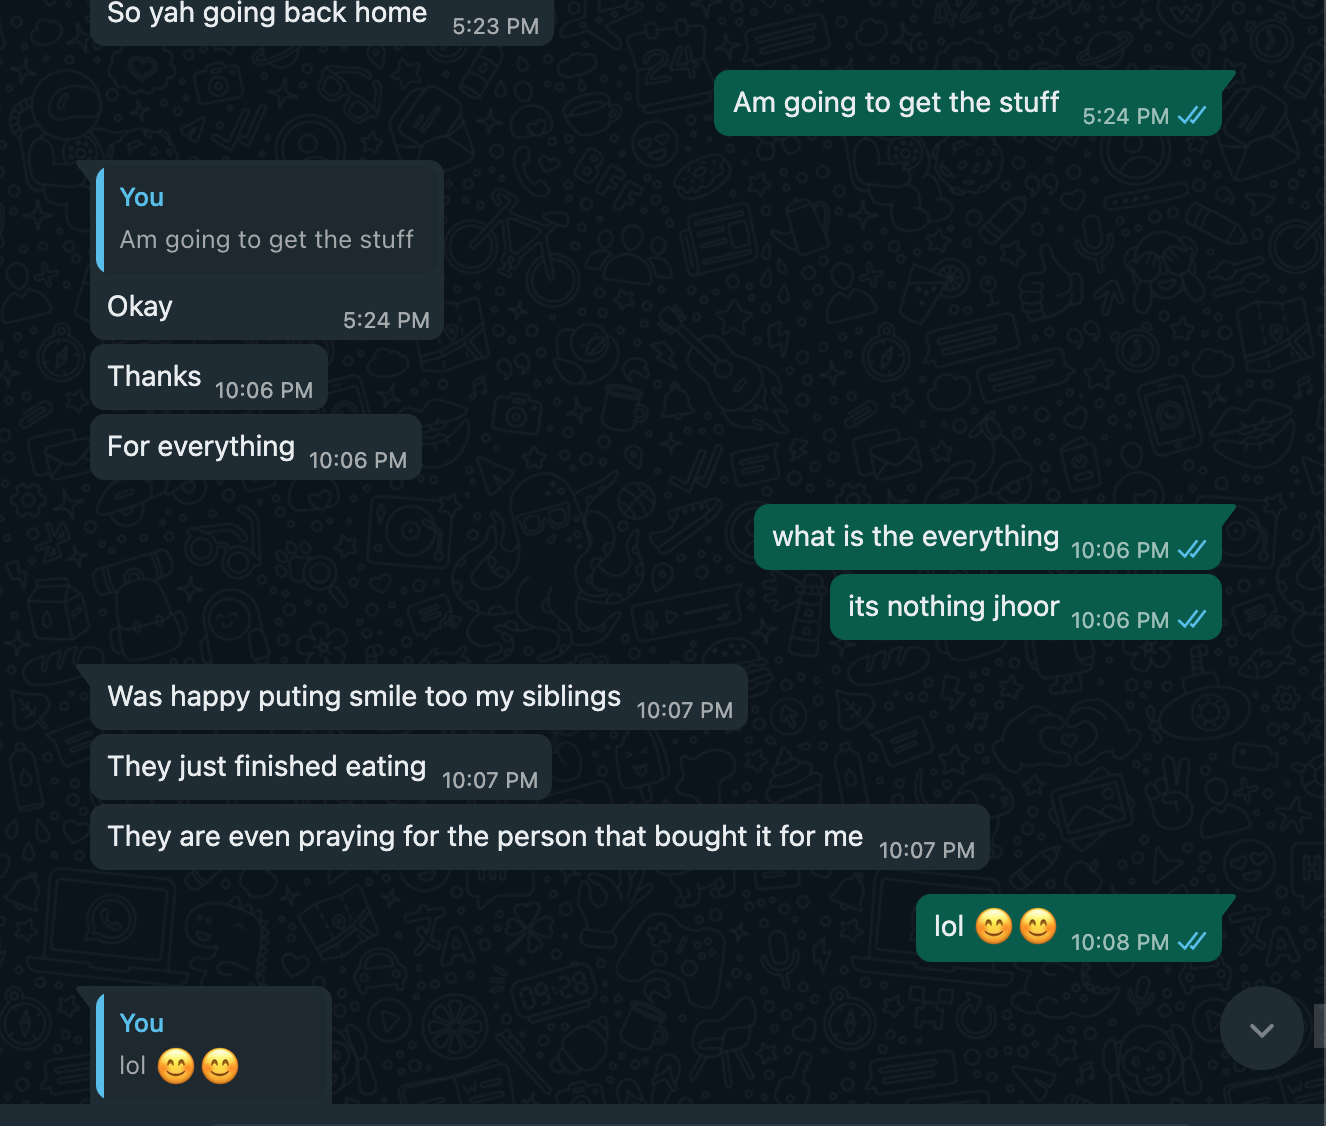 So yah going back home 5:23 PM
Am going to get the stuff 5:24 PM
You
Am going to get the stuff
Okay 5:24 PM
Thanks 10:06 PM
For everything 10:06 PM
what is the everything 10:06 PM
its nothing jhoor 10:06 PM
Was happy puting smile too my siblings 10:07 PM
They just finished eating 10:07 PM
They are even praying for the person that bought it for me 10:07 PM
lol 😊😊 10:08 PM
You
lol 😊😊